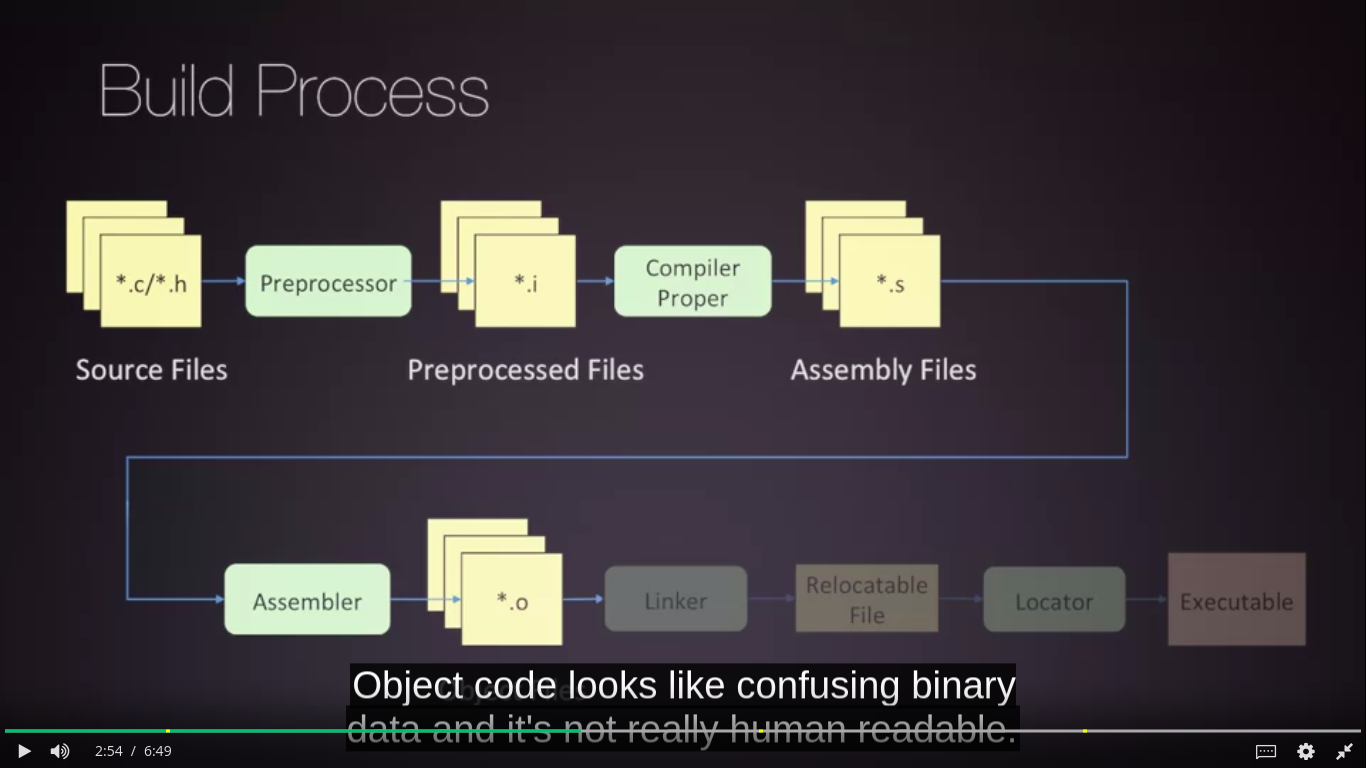 Build Process
*.c/*.h
Preprocessor
*.i
Compiler
Proper
*.s
Source Files
Preprocessed Files
Assembly Files
Assembler
*.o
Linker
Relocatable
File
Locator
Executable
Object code looks like confusing binary
data and it's not really human readable.
2:54 / 6:49